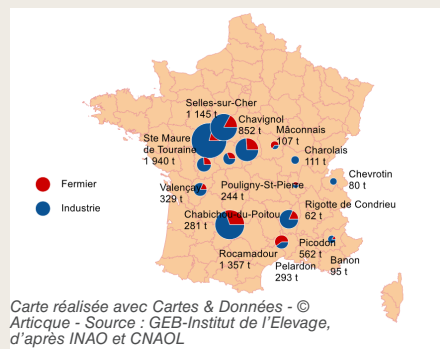 Selles-sur-Cher
1 145 t
Chavignol
852 t
Mâconnais
107 t
Ste Maure
de Touraine
1 940 t
Charolais
111 t
Chevrotin
80 t
Fermier
Industrie
Valençay
329 t
Pouligny-St-Pierre
244 t
Rigotte de Condrieu
62 t
Chabichou-du-Poitou
281 t
Rocamadour
1 357 t
Picodon
562 t
Pelardon
293 t
Banon
95 t
Carte réalisée avec Cartes & Données - ©
Articque - Source : GEB-Institut de l'Elevage,
d'après INAO et CNAOL